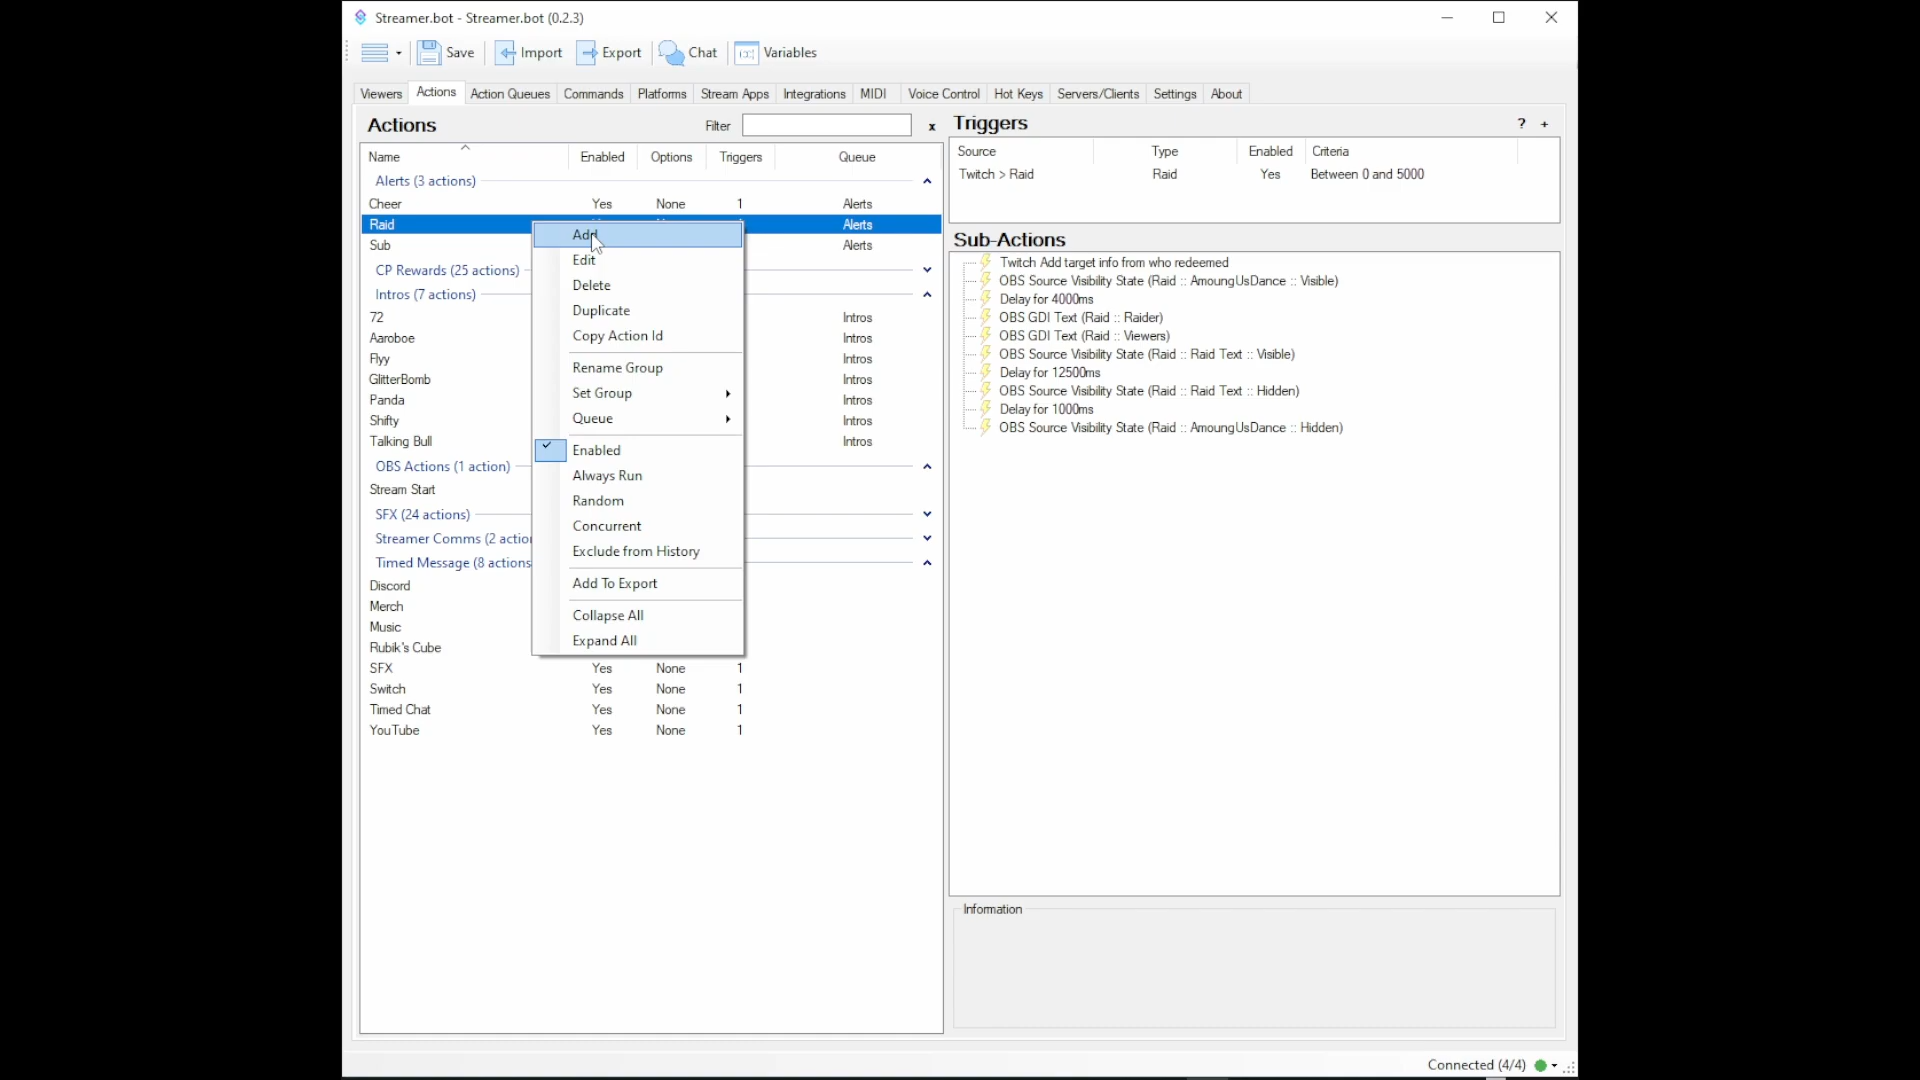 Streamer.bot - Streamer.bot (0.2.3)
Save Import Export Chat Variables
Viewers Actions Action Queues Commands Platforms Stream Apps Integrations MIDI Voice Control Hot Keys Servers/Clients Settings About
Actions Filter x
Name Enabled Options Triggers Queue
Alerts (3 actions)
Cheer Yes None 1 Alerts
Raid Alerts
Sub Alerts
CP Rewards (25 actions)
Intros (7 actions)
72 Intros
Aaroboe Intros
Flyy Intros
GlitterBomb Intros
Panda Intros
Shifty Intros
Talking Bull Intros
OBS Actions (1 action)
Stream Start
SFX (24 actions)
Streamer Comms (2 action
Timed Message (8 actions
Discord
Merch
Music
Rubik's Cube
SFX Yes None 1
Switch Yes None 1
Timed Chat Yes None 1
YouTube Yes None 1
Add
Edit
Delete
Duplicate
Copy Action Id
Rename Group
Set Group
Queue
Enabled
Always Run
Random
Concurrent
Exclude from History
Add To Export
Collapse All
Expand All
Triggers ? +
Source Type Enabled Criteria
Twitch > Raid Raid Yes Between 0 and 5000
Sub-Actions
Twitch Add target info from who redeemed
OBS Source Visibility State (Raid :: AmoungUsDance :: Visible)
Delay for 4000ms
OBS GDI Text (Raid :: Raider)
OBS GDI Text (Raid :: Viewers)
OBS Source Visibility State (Raid :: Raid Text :: Visible)
Delay for 12500ms
OBS Source Visibility State (Raid :: Raid Text :: Hidden)
Delay for 1000ms
OBS Source Visibility State (Raid :: AmoungUsDance :: Hidden)
Information
Connected (4/4)